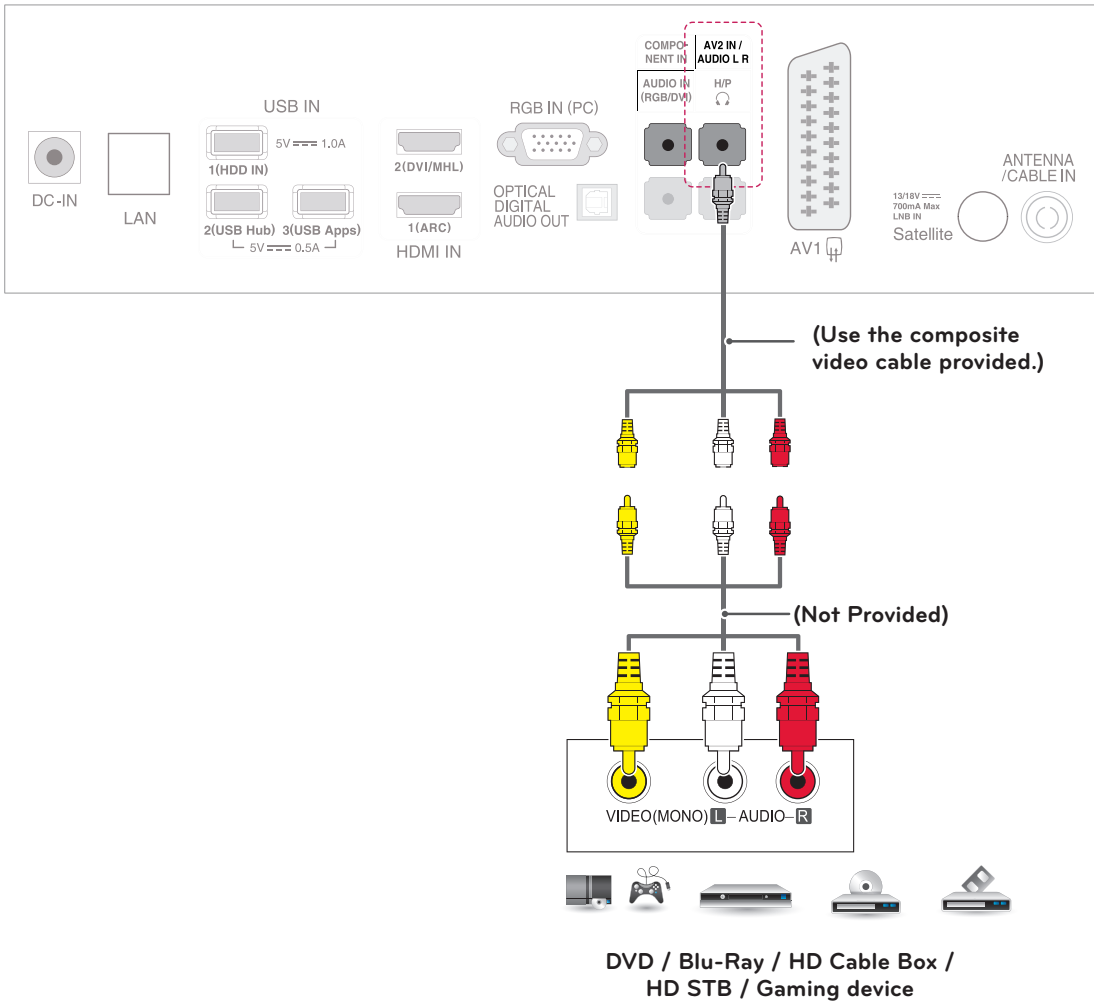 COMPO-
NENT IN
AV2 IN /
AUDIO L R
AUDIO IN
(RGB/DVI)
H/P
USB IN
5V 1.0A
1(HDD IN)
2(USB Hub) 3(USB Apps)
5V 0.5A
DC-IN
LAN
2(DVI/MHL)
1(ARC)
HDMI IN
RGB IN (PC)
OPTICAL
DIGITAL
AUDIO OUT
AV1
13/18V
700mA Max
LNB IN
Satellite
ANTENNA
/CABLE IN
(Use the composite
video cable provided.)
(Not Provided)
VIDEO(MONO) L – AUDIO– R
DVD / Blu-Ray / HD Cable Box /
HD STB / Gaming device